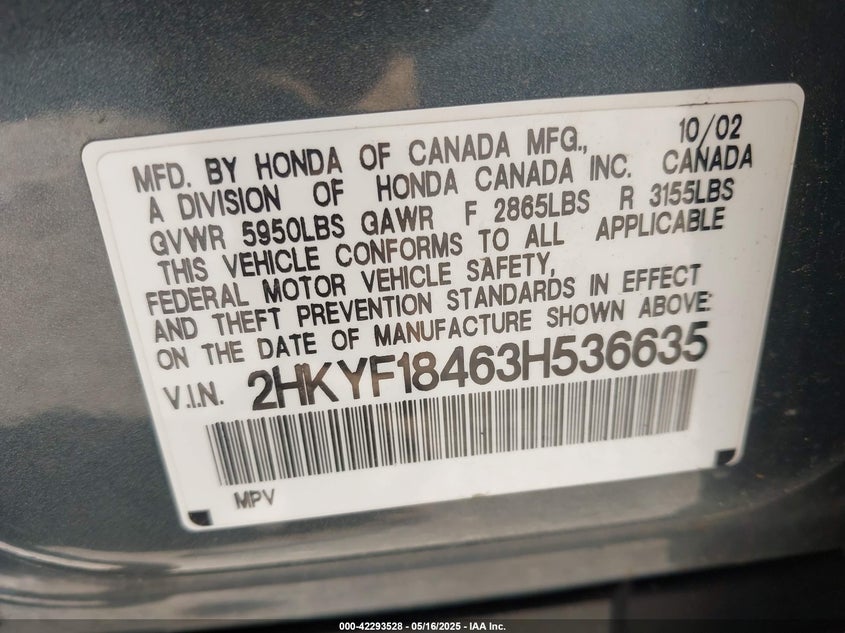 10/02
MFD. BY HONDA OF CANADA MFG.,
A DIVISION OF HONDA CANADA INC. CANADA
GVWR 5950LBS GAWR F 2865LBS R 3155LBS
THIS VEHICLE CONFORMS TO ALL APPLICABLE
FEDERAL MOTOR VEHICLE SAFETY,
AND THEFT PREVENTION STANDARDS IN EFFECT
ON THE DATE OF MANUFACTURE SHOWN ABOVE:
V.I.N. 2HKYF18463H536635
MPV
000-42293528 - 05/16/2025 - IAA Inc.